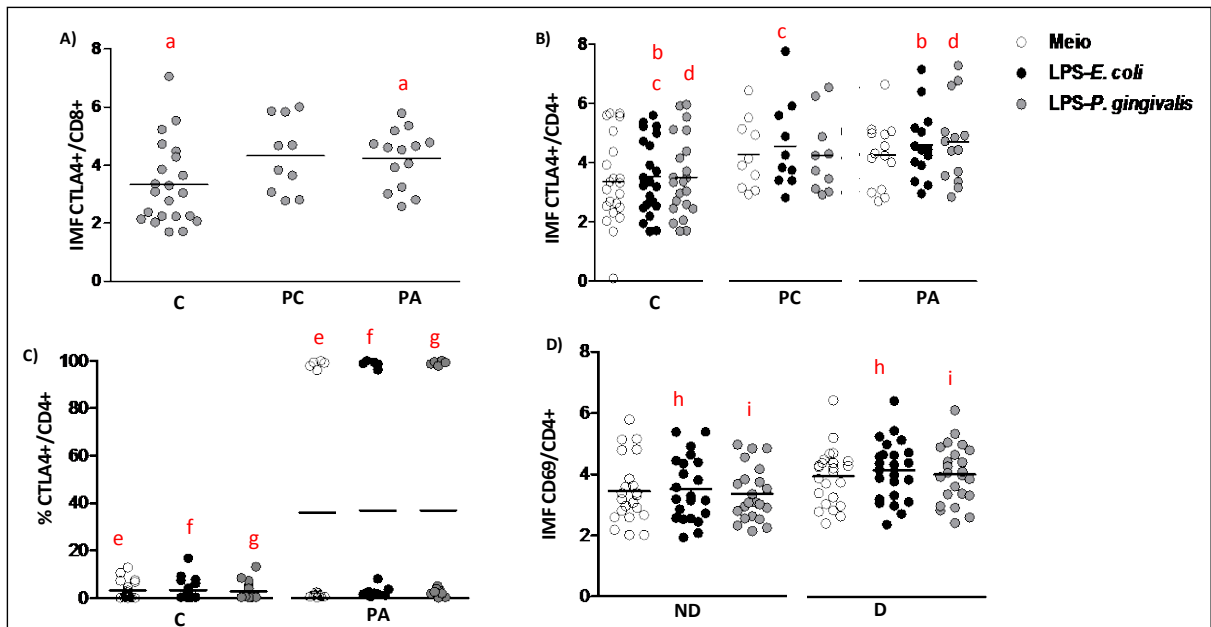 A)
a
a
8
6
4
2
0
IMF CTLA4+/CD8+
C
PC
PA
B)
b
c
d
c
b
d
8
6
4
2
0
IMF CTLA4+/CD4+
C
PC
PA
Meio
LPS-E. coli
LPS-P. gingivalis
C)
e
f
g
100
80
60
40
20
0
% CTLA4+/CD4+
e
f
g
C
PA
D)
h
i
h
i
8
6
4
2
0
IMF CD69/CD4+
ND
D